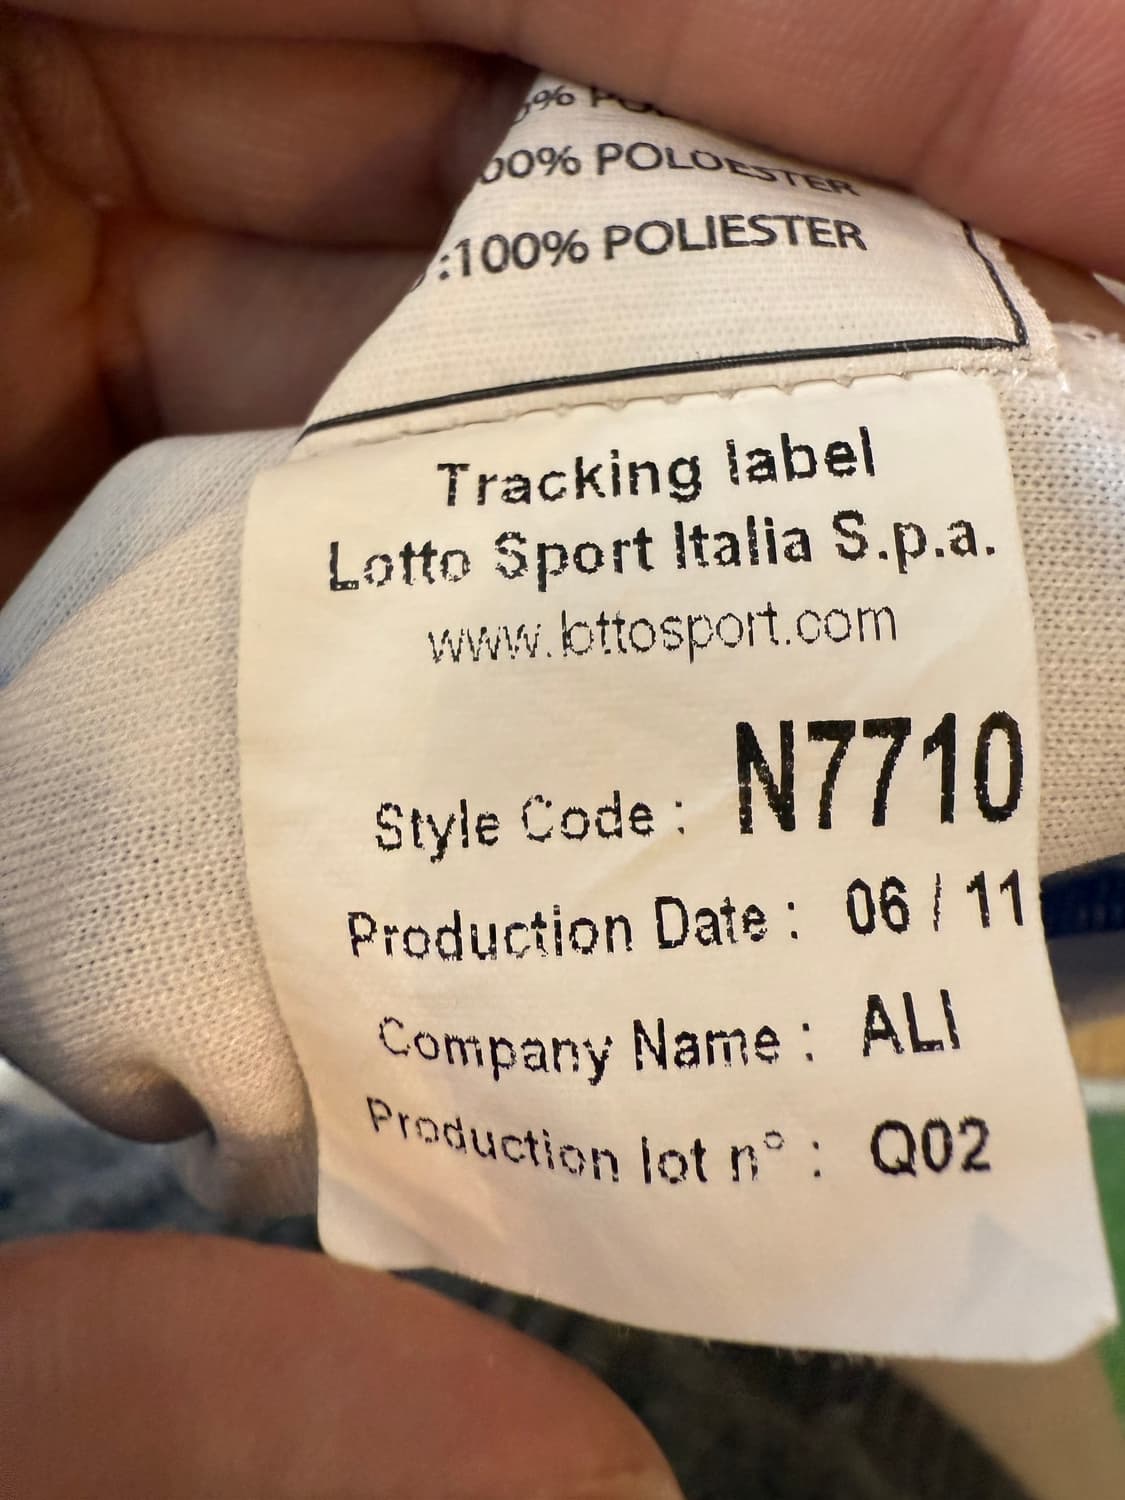 POLOESTER
:100% POLIESTER
Tracking label
Lotto Sport Italia S.p.a.
www.lottosport.com
Style Code : N7710
Production Date : 06 / 11
Company Name : ALI
Production lot n° : Q02